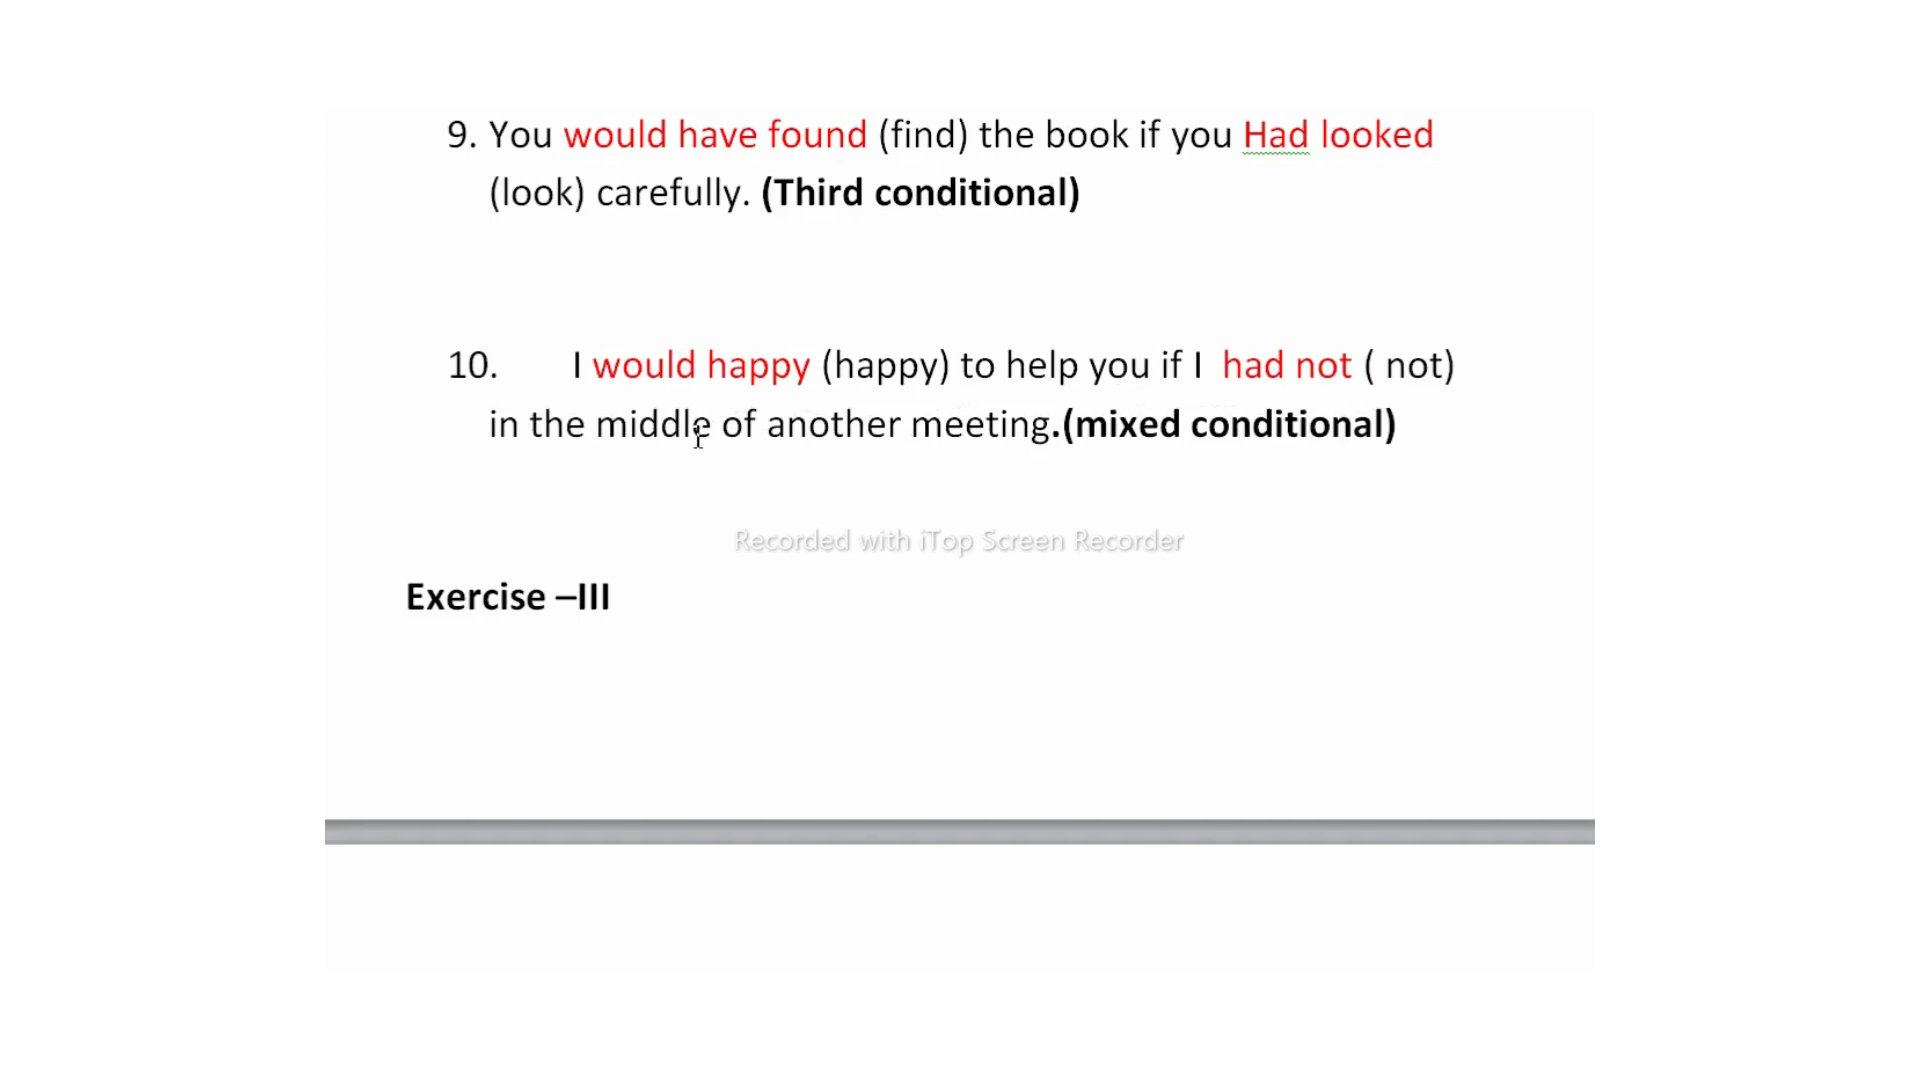 9. You would have found (find) the book if you Had looked
(look) carefully. (Third conditional)
10. I would happy (happy) to help you if I had not ( not)
in the middle of another meeting.(mixed conditional)
Recorded with iTop Screen Recorder
Exercise –III